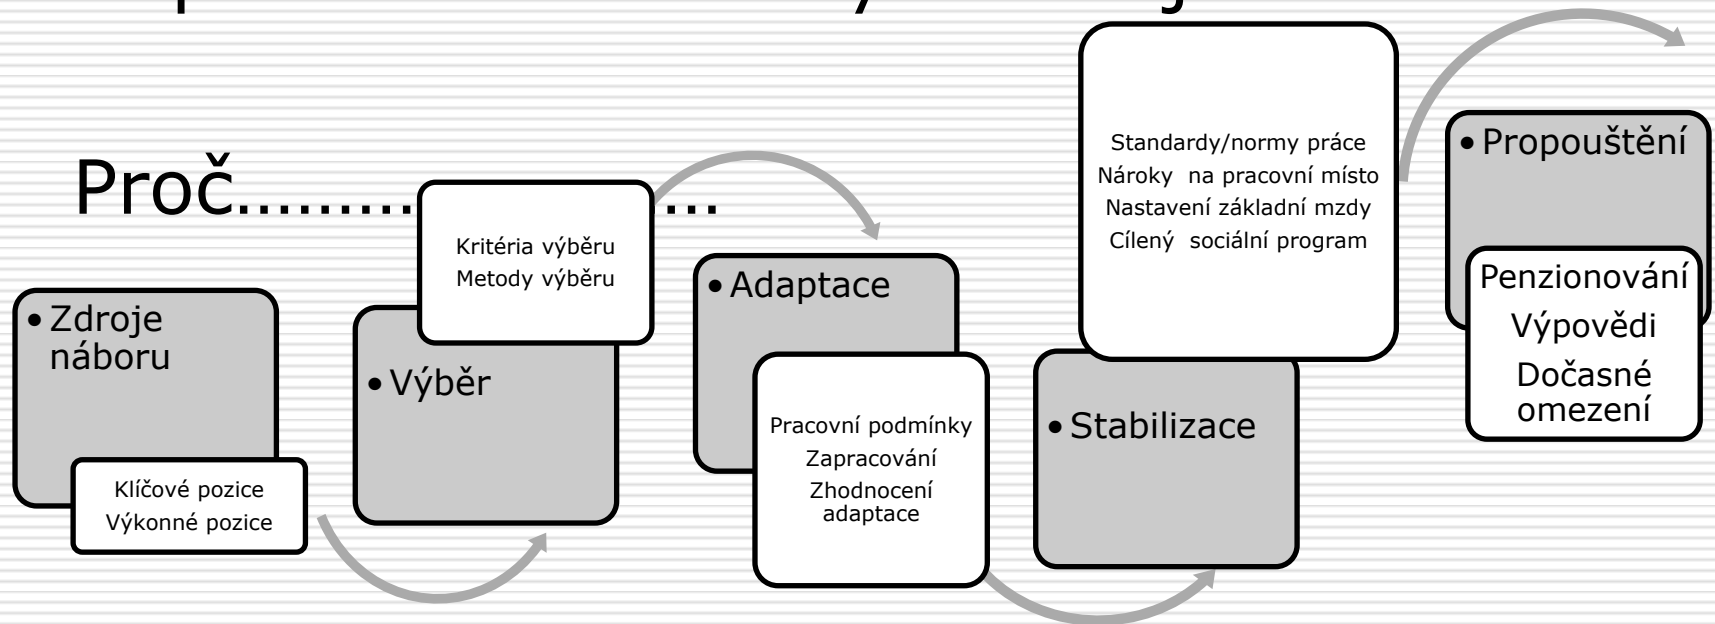 Proč...
• Zdroje
náboru
Klíčové pozice
Výkonné pozice
Kritéria výběru
Metody výběru
• Výběr
• Adaptace
Pracovní podmínky
Zapracování
Zhodnocení
adaptace
Standardy/normy práce
Nároky na pracovní místo
Nastavení základní mzdy
Cílený sociální program
• Stabilizace
• Propouštění
Penzionování
Výpovědi
Dočasné
omezení